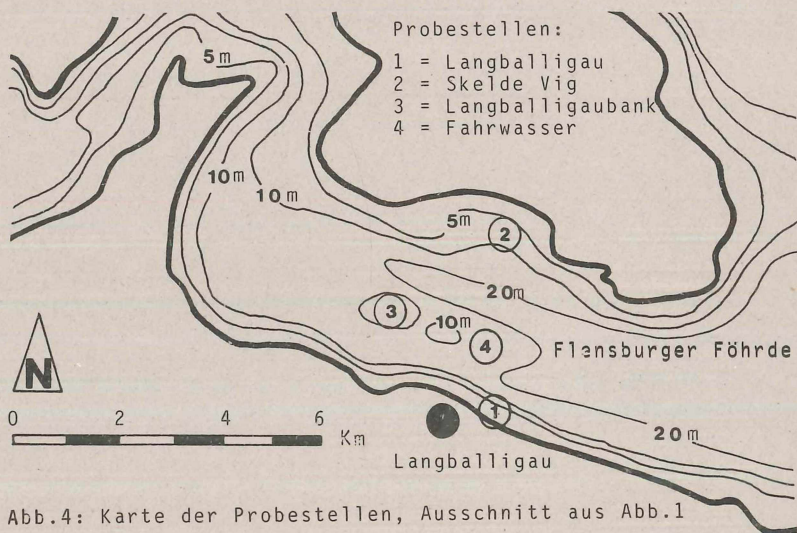 Probestellen:
1 = Langballigau
2 = Skelde Vig
3 = Langballigaubank
4 = Fahrwasser
5m
10m
10m
5m
2
20m
3
10m
4
Flensburger Föhrde
N
1
0 2 4 6
Km
20m
Langballigau
Abb.4: Karte der Probestellen, Ausschnitt aus Abb.1